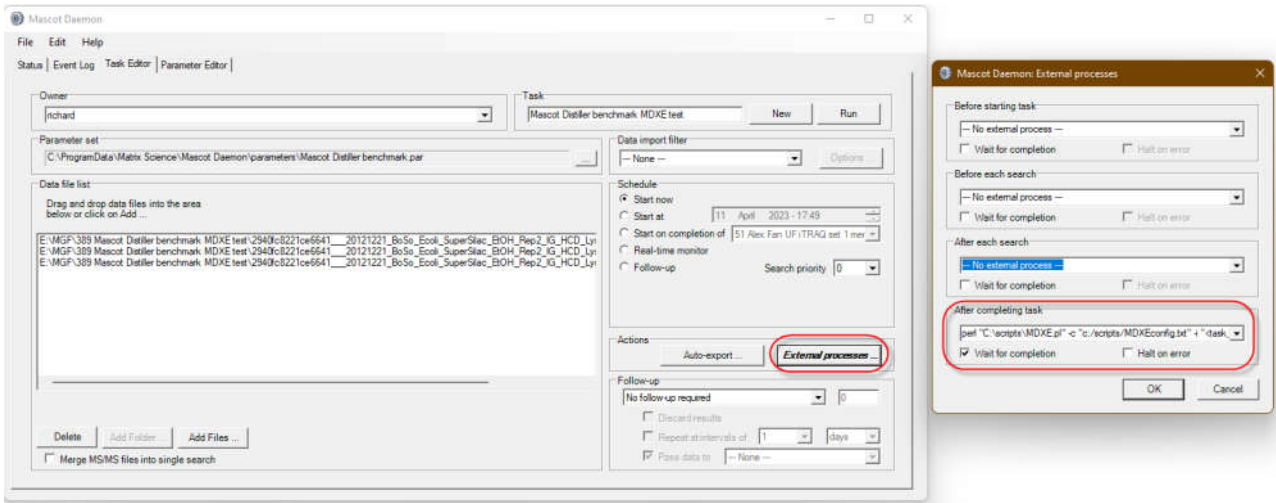 Mascot Daemon
File Edit Help
Status Event Log Task Editor Parameter Editor
Owner
richard
Task
Mascot Distiller benchmark MDXE test
New
Run
Parameter set
C:\ProgramData\Matrix Science\Mascot Daemon\parameters\Mascot Distiller benchmark.par
...
Data import filter
-- None --
Options
Data file list
Drag and drop data files into the area
below or click on Add ...
E:\MGF\389 Mascot Distiller benchmark MDXE test\2940fc8221ce6641___20121221_BoSo_Ecoli_SuperSilac_EtOH_Rep2_IG_HCD_Lys
E:\MGF\389 Mascot Distiller benchmark MDXE test\2940fc8221ce6641___20121221_BoSo_Ecoli_SuperSilac_EtOH_Rep2_IG_HCD_Lys
E:\MGF\389 Mascot Distiller benchmark MDXE test\2940fc8221ce6641___20121221_BoSo_Ecoli_SuperSilac_EtOH_Rep2_IG_HCD_Lys
Delete
Add Folder...
Add Files ...
Merge MS/MS files into single search
Schedule
Start now
Start at
11 April 2023 - 17:49
Start on completion of
51 Alex Fan UF iTRAQ set 1 mer
Real-time monitor
Follow-up
Search priority
0
Actions
Auto-export ...
External processes ...
Follow-up
No follow-up required
0
Discard results
Repeat at intervals of
1
days
Pass data to
-- None --
Mascot Daemon: External processes
Before starting task
-- No external process --
Wait for completion
Halt on error
Before each search
-- No external process --
Wait for completion
Halt on error
After each search
-- No external process --
Wait for completion
Halt on error
After completing task
perl "C:\scripts\MDXE.pl" -c "c:/scripts/MDXEconfig.txt" + "<task_
Wait for completion
Halt on error
OK
Cancel